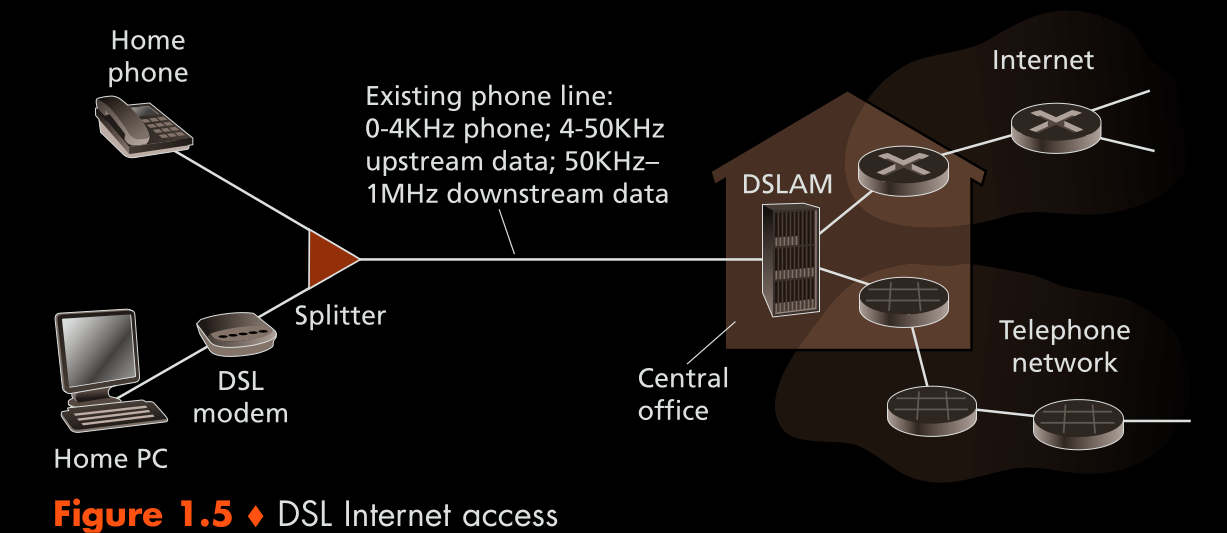 Home
phone
Existing phone line:
0-4KHz phone; 4-50KHz
upstream data; 50KHz–
1MHz downstream data
Internet
DSLAM
Splitter
DSL
modem
Home PC
Central
office
Telephone
network
Figure 1.5 ♦ DSL Internet access